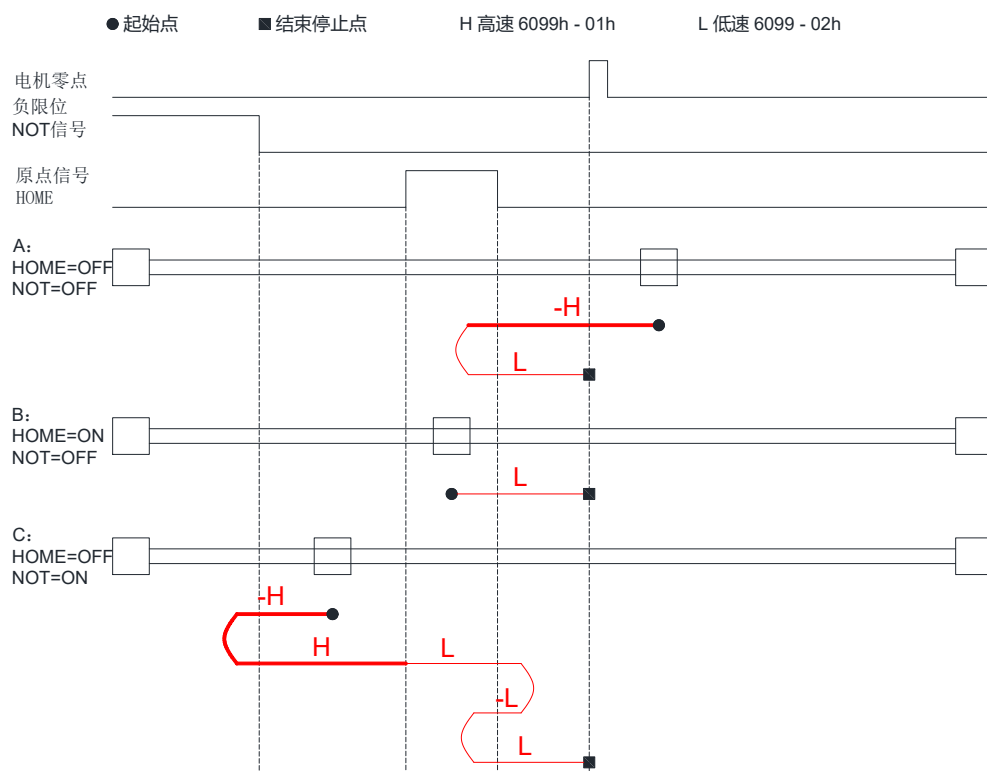 ● 起始点 ■ 结束停止点 H 高速 6099h - 01h L 低速 6099 - 02h
电机零点
负限位
NOT信号
原点信号
HOME
A:
HOME=OFF
NOT=OFF
-H
L
B:
HOME=ON
NOT=OFF
L
C:
HOME=OFF
NOT=ON
-H
H L
-L
L